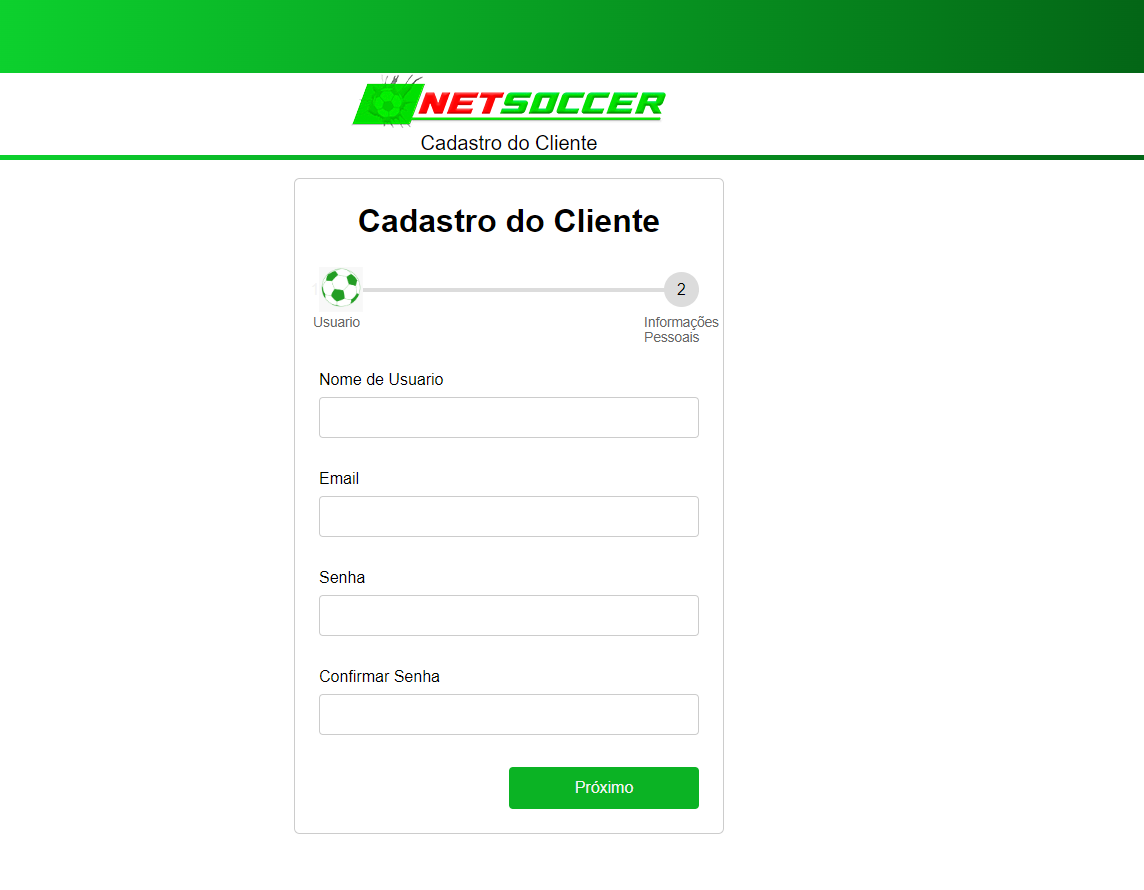 NETSOCCER
Cadastro do Cliente
Cadastro do Cliente
2
Usuario
Informações
Pessoais
Nome de Usuario
Email
Senha
Confirmar Senha
Próximo